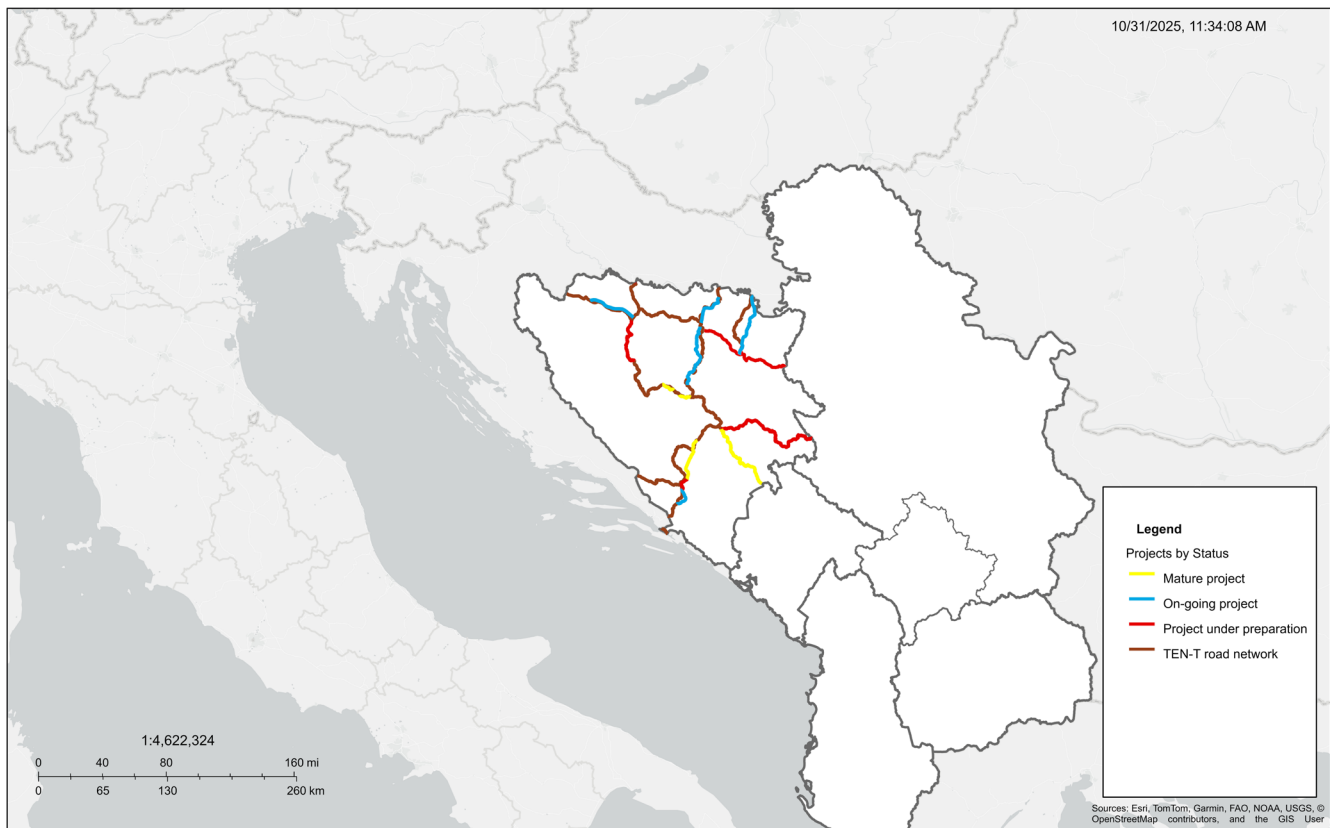 10/31/2025, 11:34:08 AM
Legend
Projects by Status
Mature project
On-going project
Project under preparation
TEN-T road network
1:4,622,324
0 40 80 160 mi
0 65 130 260 km
Sources: Esri, TomTom, Garmin, FAO, NOAA, USGS, ©
OpenStreetMap contributors, and the GIS User